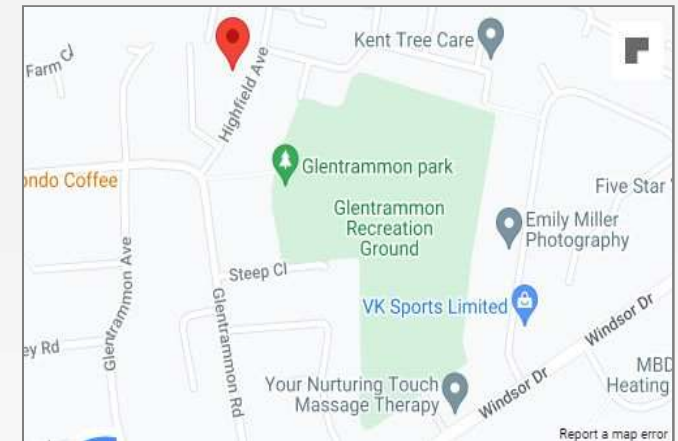 Kent Tree Care
Farm Cl
Highfield Ave
Glentrammon park
ondo Coffee
Five Star
Glentrammon
Recreation
Ground
Emily Miller
Photography
Steep Cl
Glentrammon Ave
Glentrammon Rd
VK Sports Limited
Windsor Dr
ey Rd
MBD
Heating
Your Nurturing Touch
Massage Therapy
Windsor Dr
Report a map error